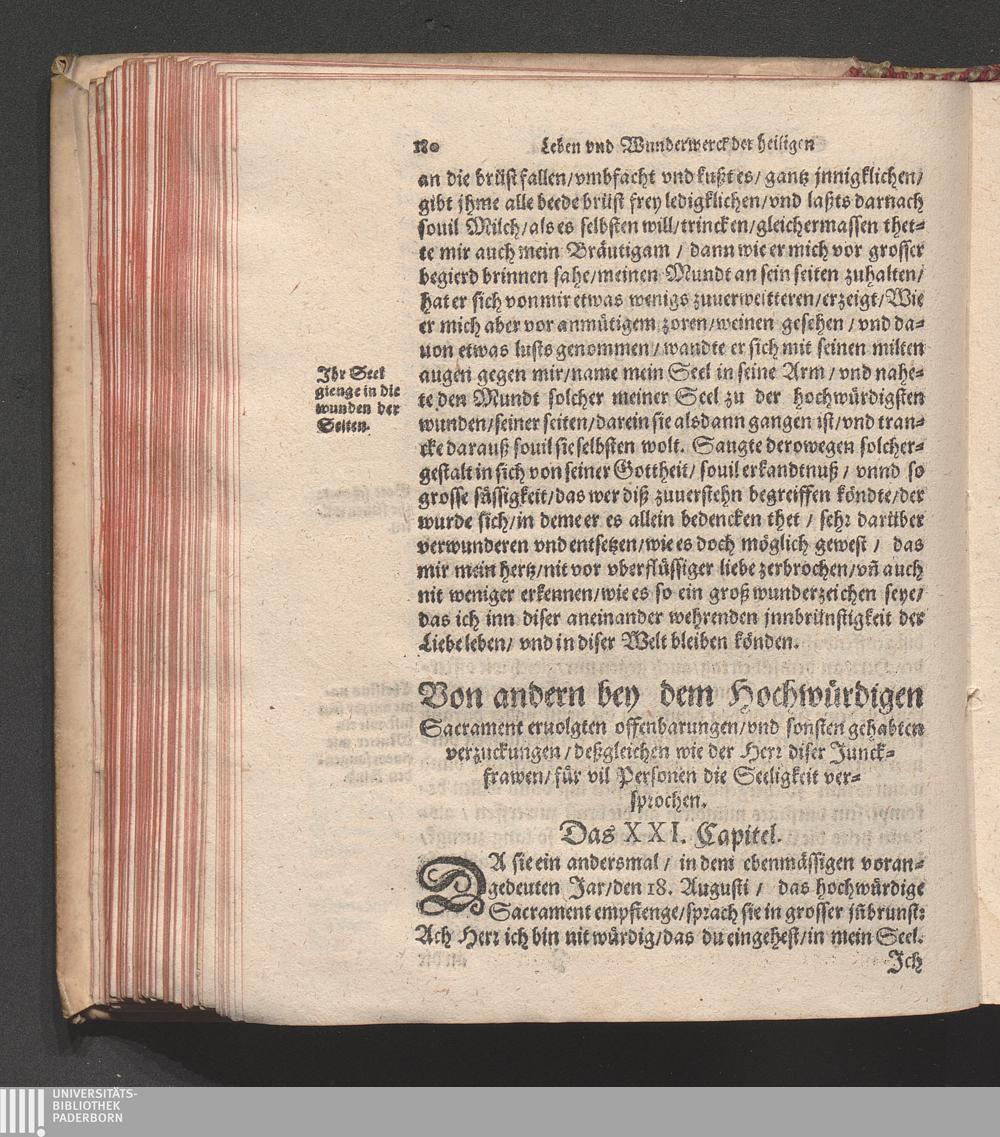 180 Leben vnd Wunderwerck der heiligen
an die brüst fallen/vmbfacht vnd kußt es/ gantz jnnigklichen/
gibt jhme alle beede brüst frey ledigklichen/vnd laßts darnach
souil Milch/als es selbsten will/trincken/gleichermassen thet-
te mir auch mein Bräutigam / dann wie er mich vor grosser
begierd brinnen sahe/meinen Mundt an sein seiten zuhalten/
hat er sich von mir etwas wenigs zuuerweitteren/erzeigt/Wie
er mich aber vor anmütigem zoren/weinen gesehen / vnd da-
uon etwas lusts genommen / wandte er sich mit seinen milten
augen gegen mir/name mein Seel in seine Arm / vnd nahe-
te den Mundt solcher meiner Seel zu der hochwürdigsten
wunden/seiner seiten/darein sie alsdann gangen ist/vnd tran-
cke darauß souil sie selbsten wolt. Saugte derowegen solcher-
gestalt in sich von seiner Gottheit/ souil erkandtnuß / vnnd so
grosse süssigkeit/das wer diß zuuerstehn begreiffen köndte/der
wurde sich/in deme er es allein bedencken thet / sehr darüber
verwunderen vnd entsetzen/wie es doch möglich gewest / das
mir mein hertz/nit vor vberflüssiger liebe zerbrochen/vñ auch
nit weniger erkennen/wie es so ein groß wunderzeichen seye/
das ich inn diser aneinander wehrenden jnnbrünstigkeit der
Liebe leben/ vnd in diser Welt bleiben könden.
Ihr Seel
gienge in die
wunden der
Seiten.
Von andern bey dem Hochwürdigen
Sacrament eruolgten offenbarungen/vnd sonsten gehabten
verzuckungen / deßgleichen wie der Herr diser Junck-
frawen/ für vil Personen die Seeligkeit ver-
sprochen.
Das XXI. Capitel.
DA sie ein andersmal / in dem ebenmässigen voran-
gedeuten Jar/den 18. Augusti / das hochwürdige
Sacrament empfienge/sprach sie in grosser jñbrunst:
Ach Herr ich bin nit würdig/das du eingehest/in mein Seel.
Ich
UNIVERSITÄTS-
BIBLIOTHEK
PADERBORN